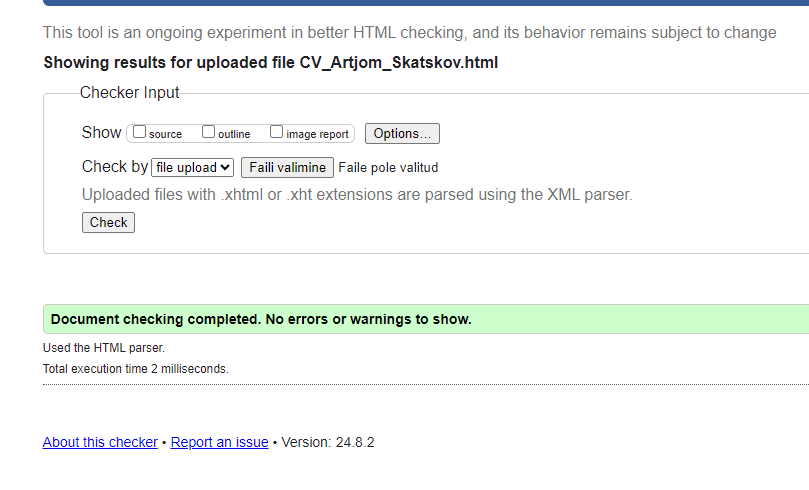 This tool is an ongoing experiment in better HTML checking, and its behavior remains subject to change
Showing results for uploaded file CV_Artjom_Skatskov.html
Checker Input
Show source outline image report Options...
Check by file upload Faili valimine Faile pole valitud
Uploaded files with .xhtml or .xht extensions are parsed using the XML parser.
Check
Document checking completed. No errors or warnings to show.
Used the HTML parser.
Total execution time 2 milliseconds.
About this checker • Report an issue • Version: 24.8.2